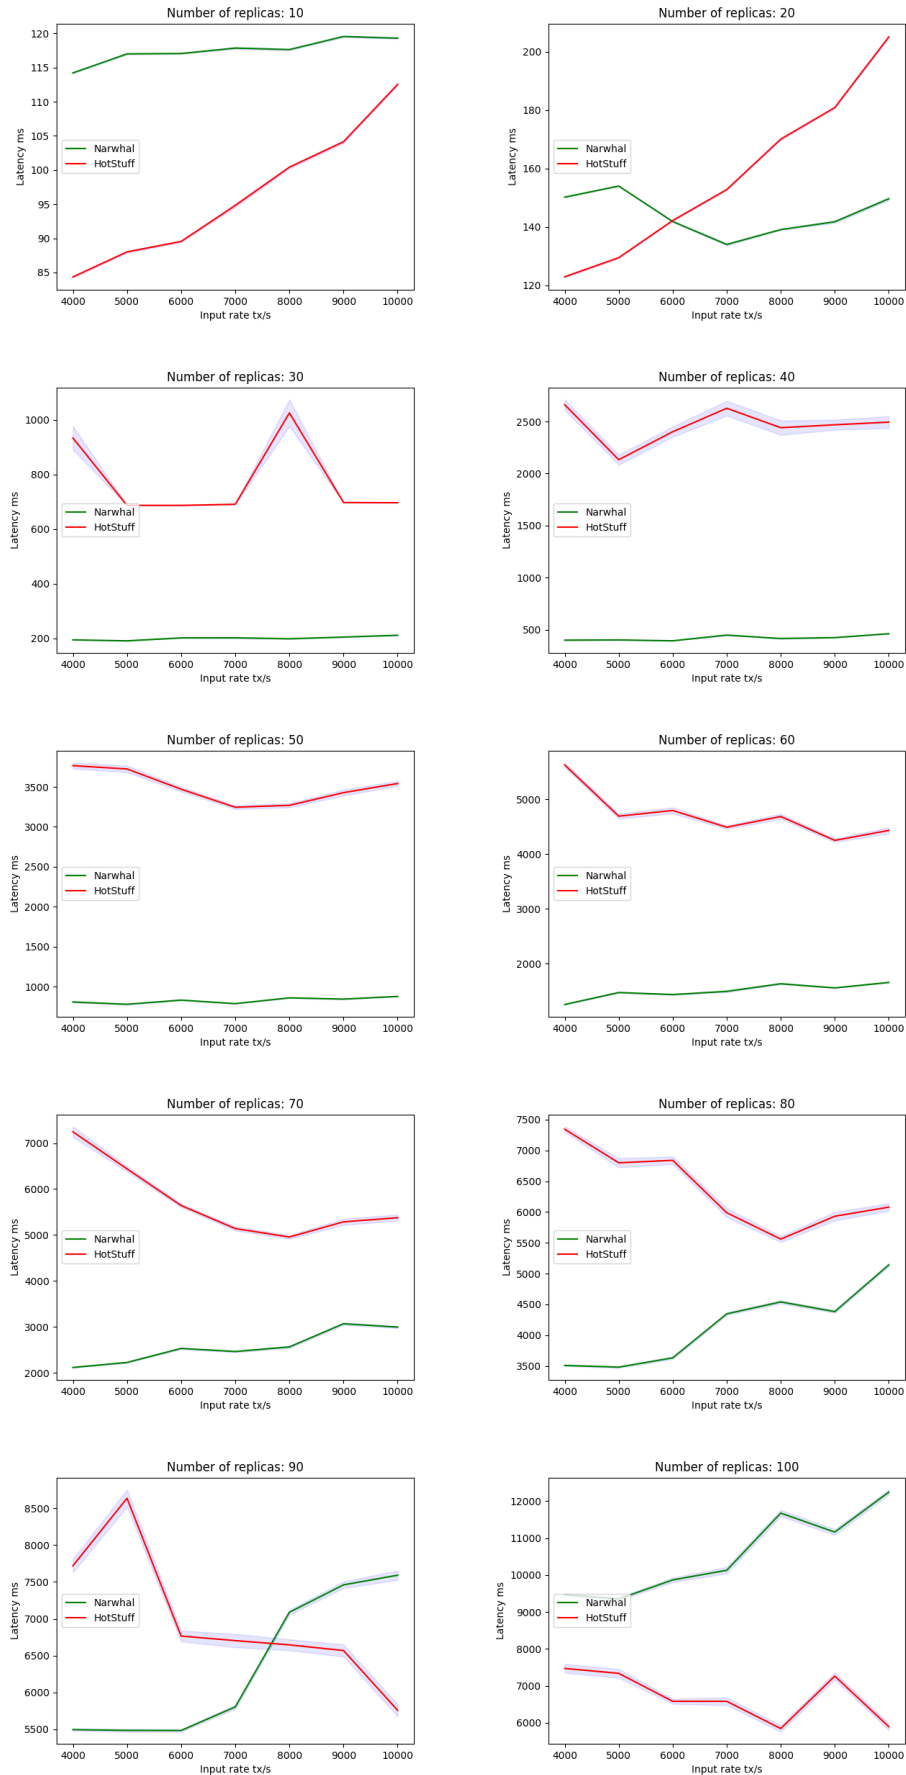 Number of replicas: 10
120
115
110
105
100
95
90
85
Latency ms
Narwhal
HotStuff
4000 5000 6000 7000 8000 9000 10000
Input rate tx/s
Number of replicas: 20
200
180
160
140
120
Latency ms
Narwhal
HotStuff
4000 5000 6000 7000 8000 9000 10000
Input rate tx/s
Number of replicas: 30
1000
800
600
400
200
Latency ms
Narwhal
HotStuff
4000 5000 6000 7000 8000 9000 10000
Input rate tx/s
Number of replicas: 40
2500
2000
1500
1000
500
Latency ms
Narwhal
HotStuff
4000 5000 6000 7000 8000 9000 10000
Input rate tx/s
Number of replicas: 50
3500
3000
2500
2000
1500
1000
Latency ms
Narwhal
HotStuff
4000 5000 6000 7000 8000 9000 10000
Input rate tx/s
Number of replicas: 60
5000
4000
3000
2000
Latency ms
Narwhal
HotStuff
4000 5000 6000 7000 8000 9000 10000
Input rate tx/s
Number of replicas: 70
7000
6000
5000
4000
3000
2000
Latency ms
Narwhal
HotStuff
4000 5000 6000 7000 8000 9000 10000
Input rate tx/s
Number of replicas: 80
7500
7000
6500
6000
5500
5000
4500
4000
3500
Latency ms
Narwhal
HotStuff
4000 5000 6000 7000 8000 9000 10000
Input rate tx/s
Number of replicas: 90
8500
8000
7500
7000
6500
6000
5500
Latency ms
Narwhal
HotStuff
4000 5000 6000 7000 8000 9000 10000
Input rate tx/s
Number of replicas: 100
12000
11000
10000
9000
8000
7000
6000
Latency ms
Narwhal
HotStuff
4000 5000 6000 7000 8000 9000 10000
Input rate tx/s